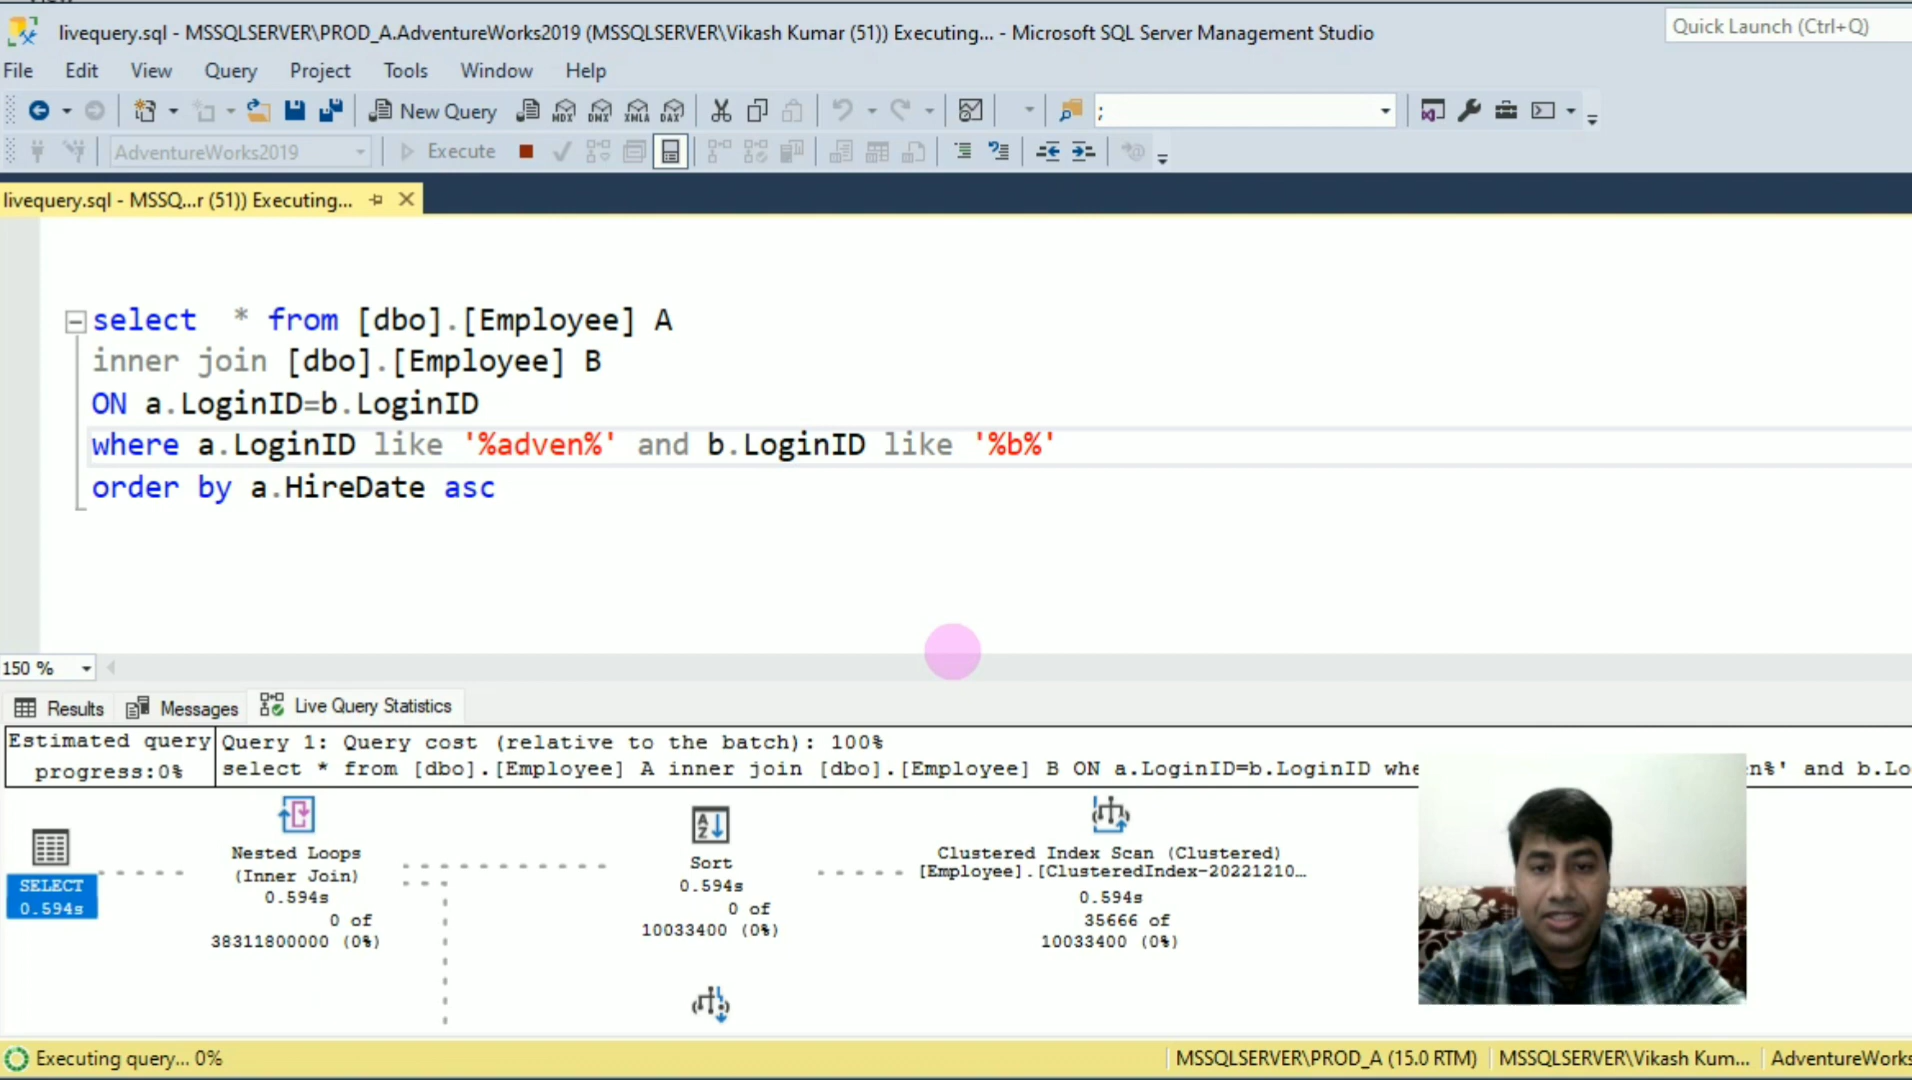 livequery.sql - MSSQLSERVER\PROD_A.AdventureWorks2019 (MSSQLSERVER\Vikash Kumar (51)) Executing... - Microsoft SQL Server Management Studio
Quick Launch (Ctrl+Q)
File Edit View Query Project Tools Window Help
New Query MDX DMX XMLA DAX ;
AdventureWorks2019 Execute
livequery.sql - MSSQ...r (51)) Executing...
select * from [dbo].[Employee] A
inner join [dbo].[Employee] B
ON a.LoginID=b.LoginID
where a.LoginID like '%adven%' and b.LoginID like '%b%'
order by a.HireDate asc
150 %
Results Messages Live Query Statistics
Estimated query progress:0%
Query 1: Query cost (relative to the batch): 100%
select * from [dbo].[Employee] A inner join [dbo].[Employee] B ON a.LoginID=b.LoginID whe n%' and b.Lo
SELECT
0.594s
Nested Loops
(Inner Join)
0.594s
0 of
38311800000 (0%)
Sort
0.594s
0 of
10033400 (0%)
Clustered Index Scan (Clustered)
[Employee].[ClusteredIndex-20221210...
0.594s
35666 of
10033400 (0%)
Executing query... 0%
MSSQLSERVER\PROD_A (15.0 RTM) MSSQLSERVER\Vikash Kum... AdventureWorks